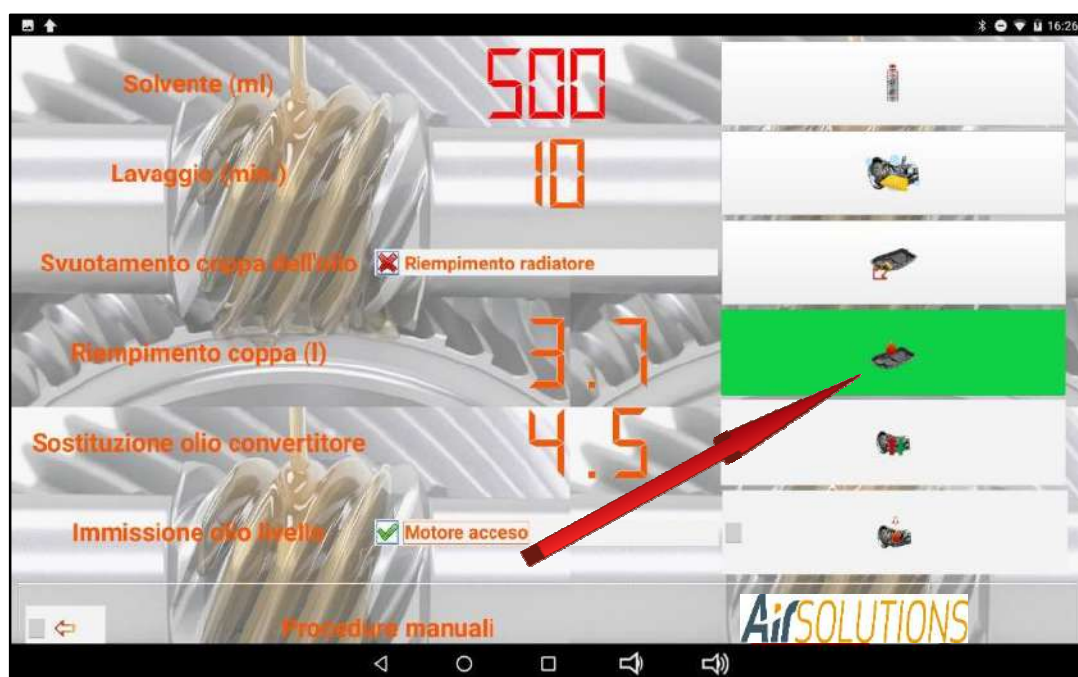 16:26
Solvente (ml) 500
Lavaggio (min.) 10
Svuotamento coppa dell'olio Riempimento radiatore
Riempimento coppa (l) 3.7
Sostituzione olio convertitore 4.5
Immissione olio livello Motore acceso
Procedure manuali AirSOLUTIONS